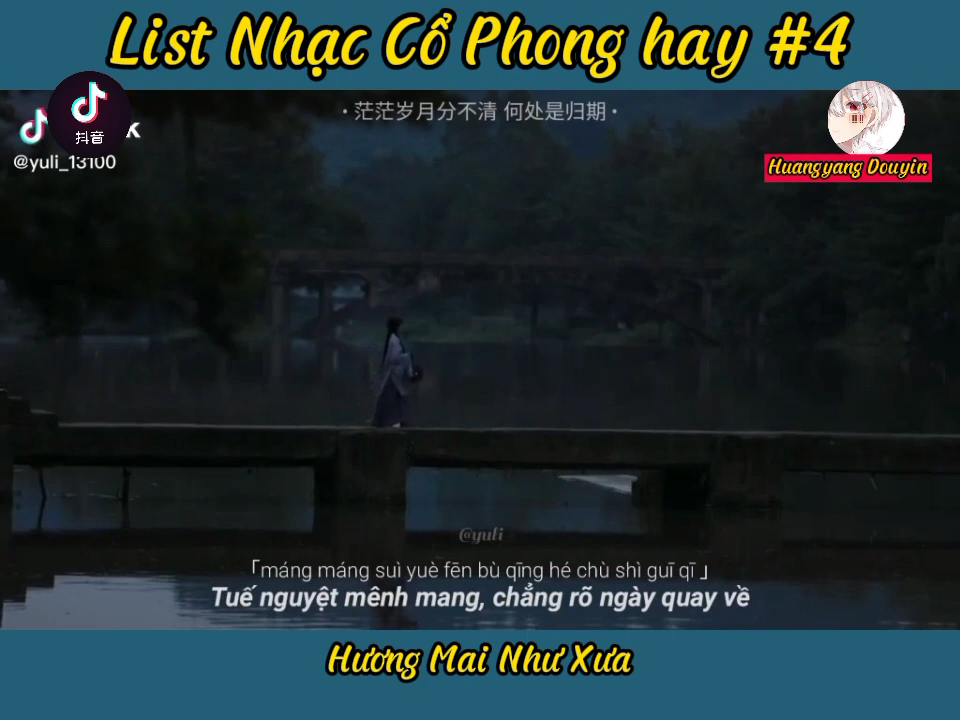 List Nhạc Cổ Phong hay #4
• 茫茫岁月分不清 何处是归期 •
抖音
k
@yuli_13100
Huangyang Douyin
@yuli
「máng máng suì yuè fēn bù qīng hé chù shì guī qī」
Tuế nguyệt mênh mang, chẳng rõ ngày quay về
Hương Mai Như Xưa